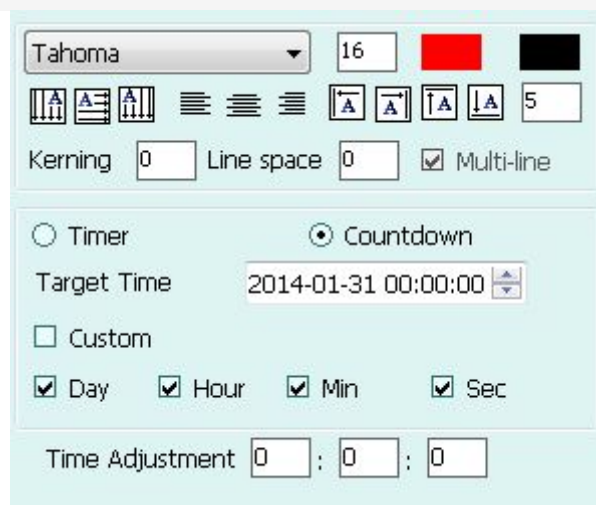 Tahoma 16
A A A A A A A 5
Kerning 0 Line space 0 Multi-line
Timer Countdown
Target Time 2014-01-31 00:00:00
Custom
Day Hour Min Sec
Time Adjustment 0 : 0 : 0